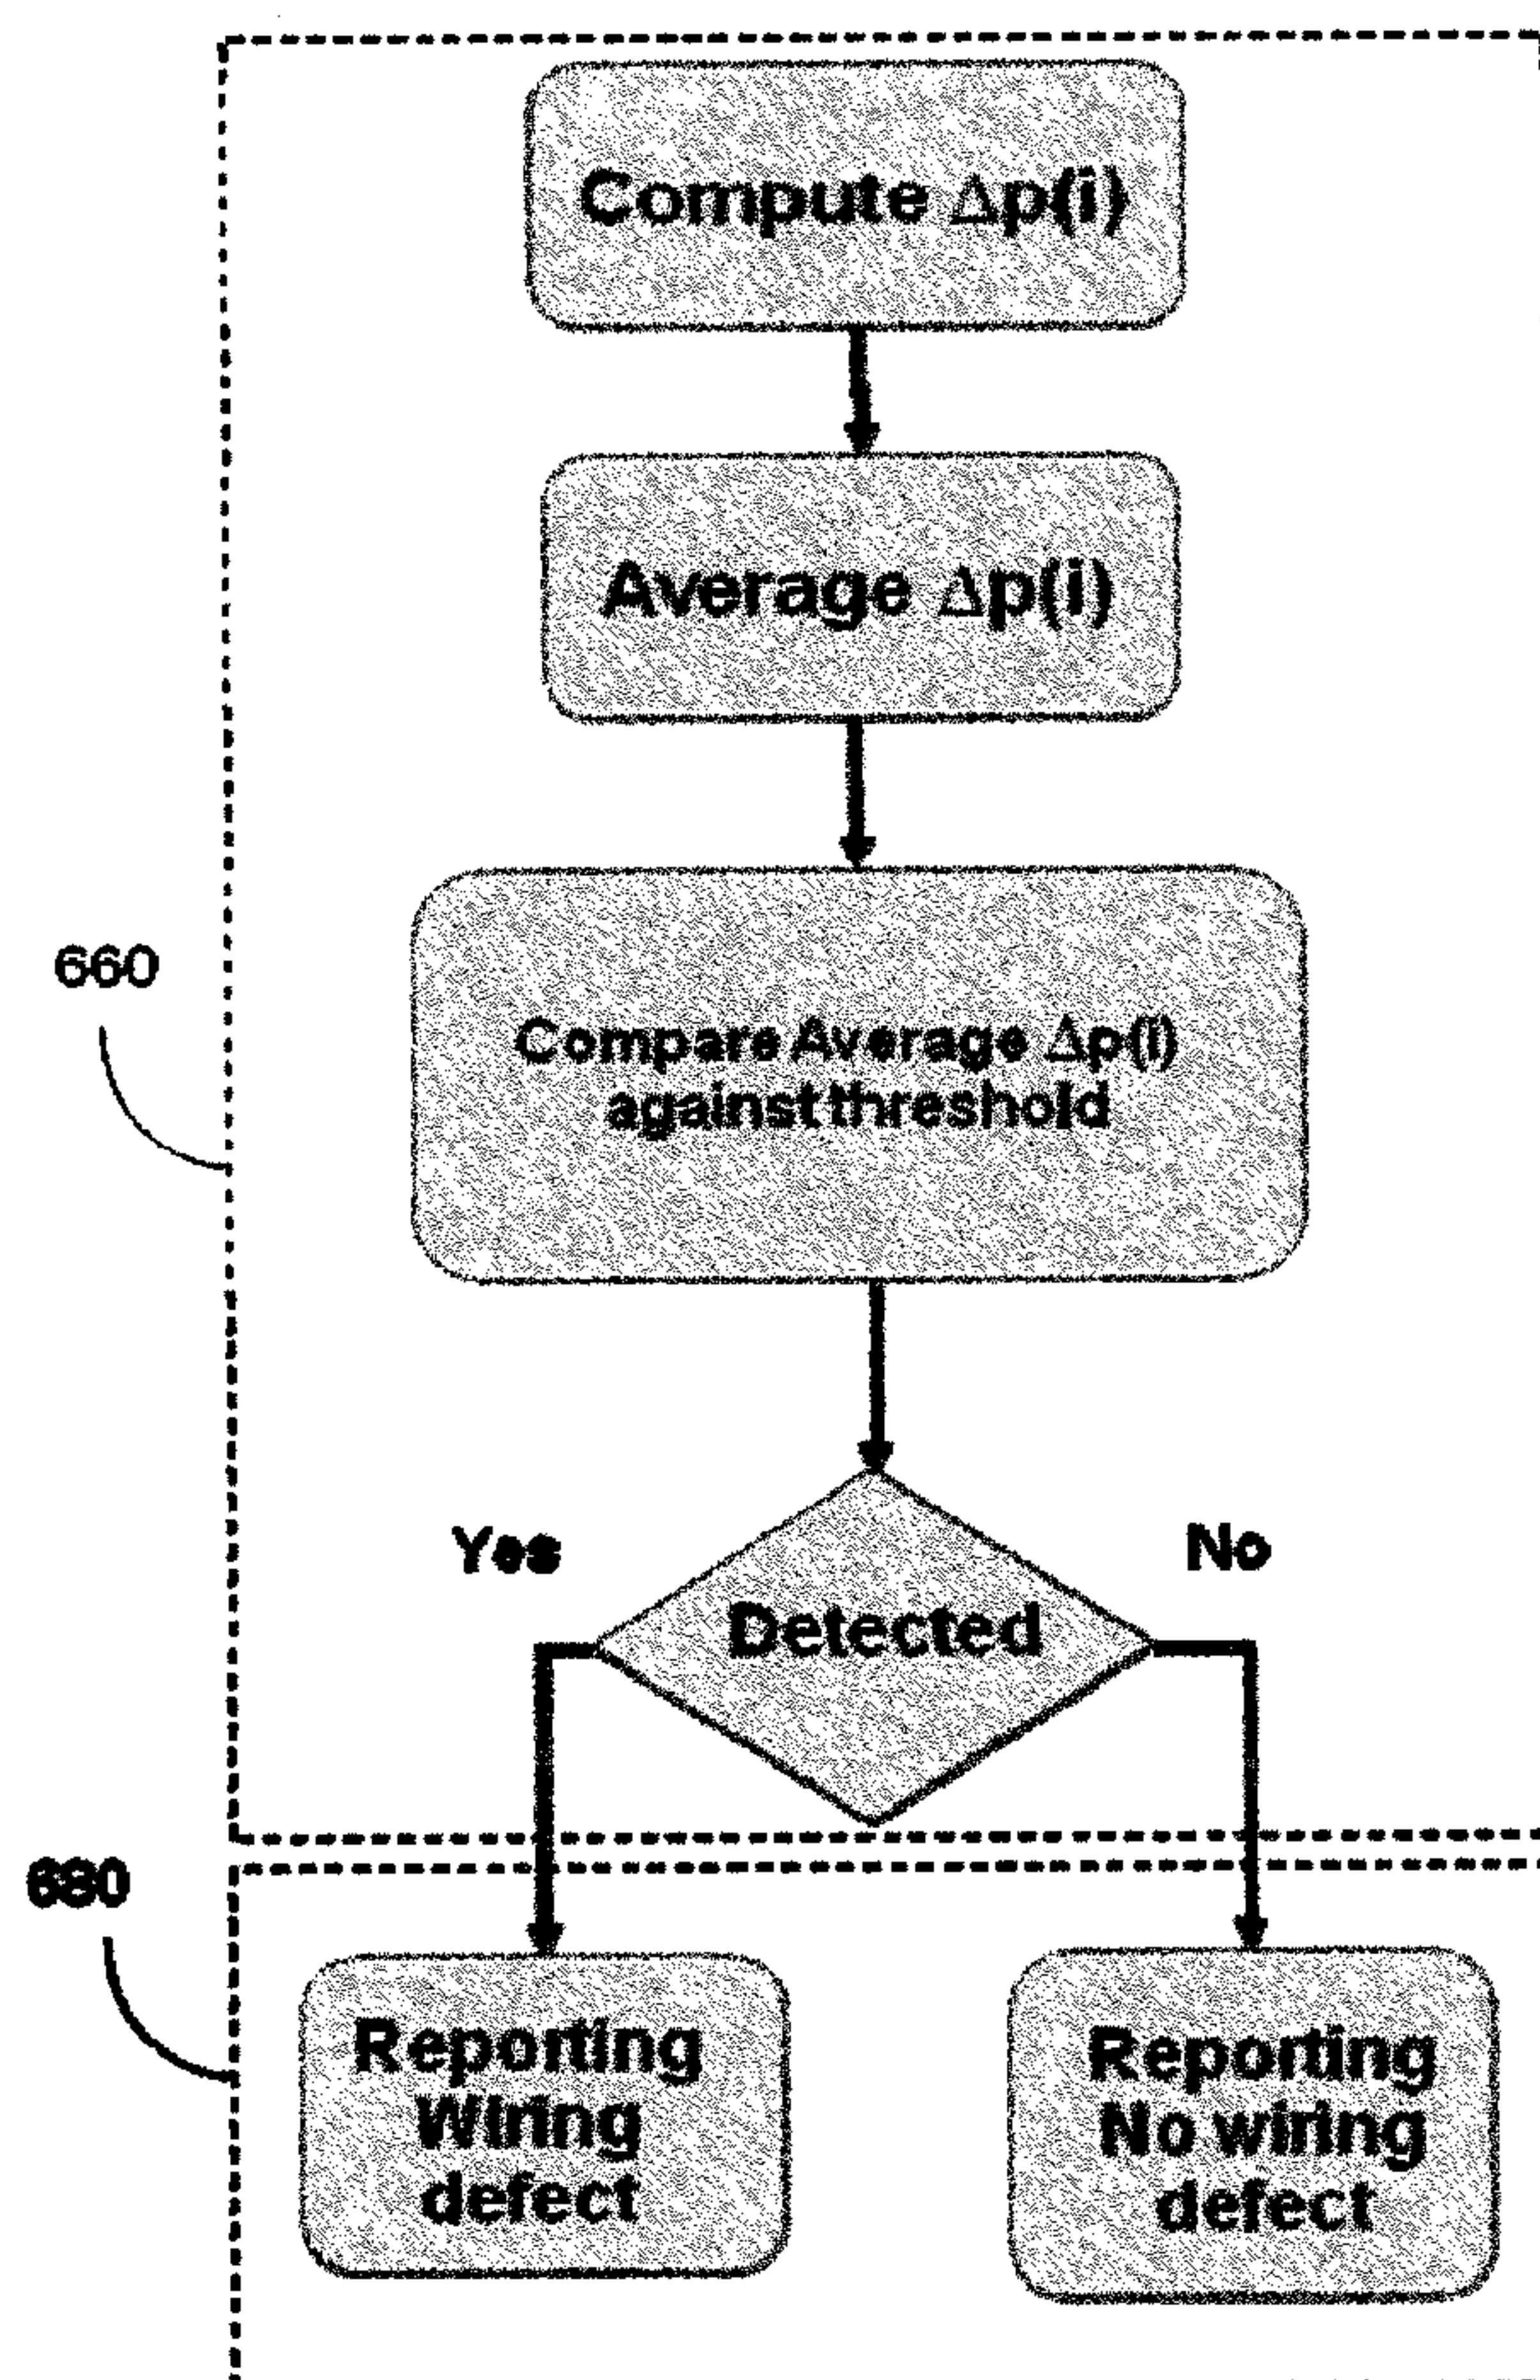 Compute Δp(i)
Average Δp(i)
660
Compare Average Δp(i)
against threshold
Yes
No
Detected
680
Reporting
Wiring
defect
Reporting
No wiring
defect